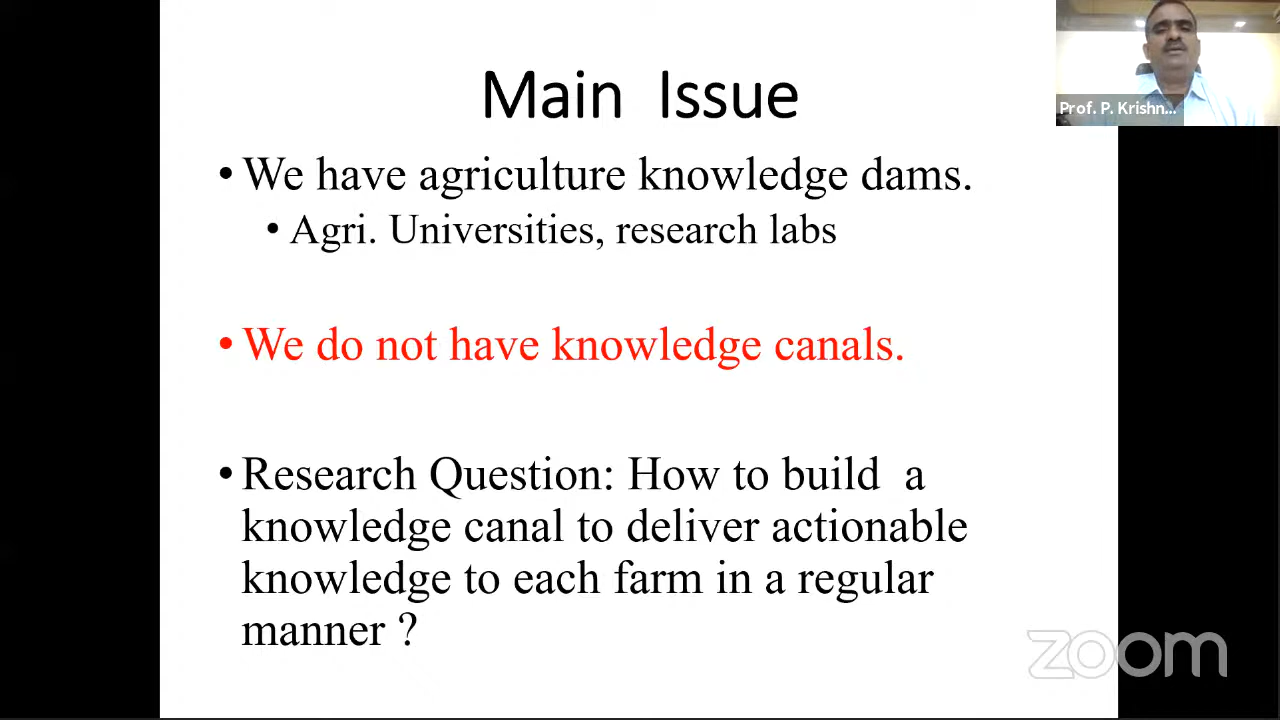 Main Issue
• We have agriculture knowledge dams.
• Agri. Universities, research labs
• We do not have knowledge canals.
• Research Question: How to build a
knowledge canal to deliver actionable
knowledge to each farm in a regular
manner ?
Prof. P. Krishn...
zoom